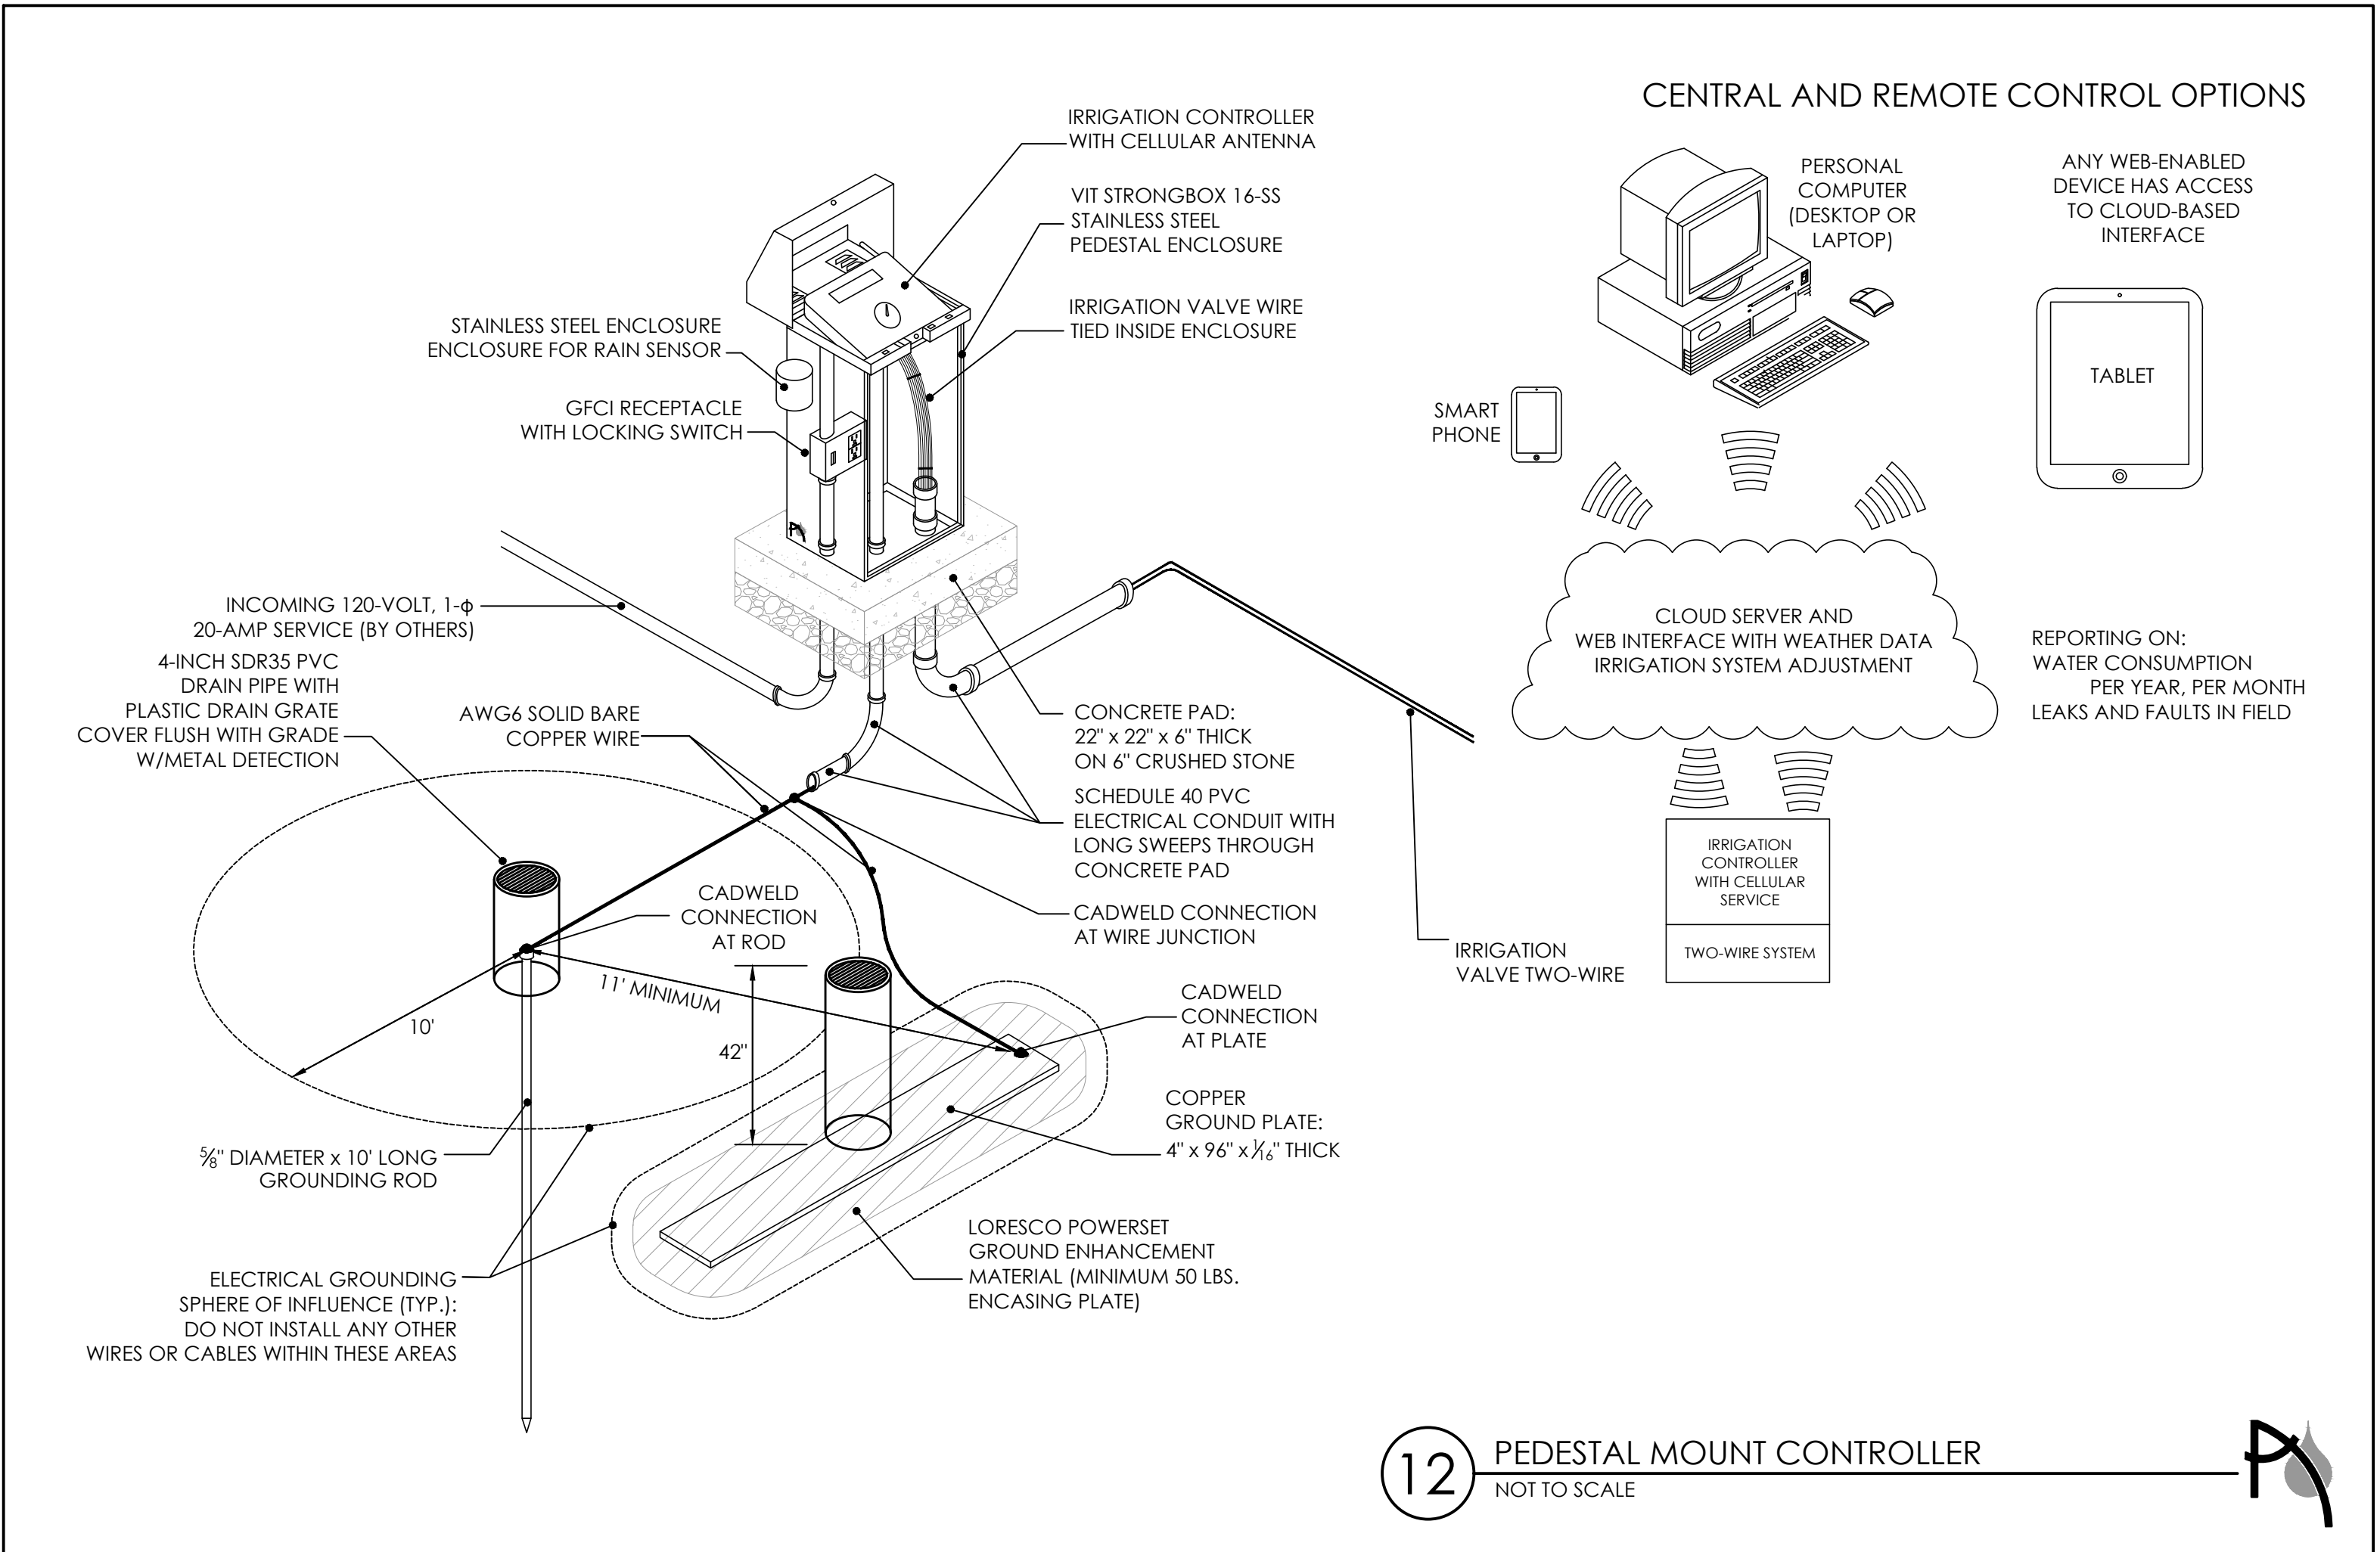 CENTRAL AND REMOTE CONTROL OPTIONS
IRRIGATION CONTROLLER
WITH CELLULAR ANTENNA
VIT STRONGBOX 16-SS
STAINLESS STEEL
PEDESTAL ENCLOSURE
IRRIGATION VALVE WIRE
TIED INSIDE ENCLOSURE
STAINLESS STEEL ENCLOSURE
ENCLOSURE FOR RAIN SENSOR
GFCI RECEPTACLE
WITH LOCKING SWITCH
PERSONAL
COMPUTER
(DESKTOP OR
LAPTOP)
ANY WEB-ENABLED
DEVICE HAS ACCESS
TO CLOUD-BASED
INTERFACE
TABLET
SMART
PHONE
INCOMING 120-VOLT, 1-ϕ
20-AMP SERVICE (BY OTHERS)
4-INCH SDR35 PVC
DRAIN PIPE WITH
PLASTIC DRAIN GRATE
COVER FLUSH WITH GRADE
W/METAL DETECTION
AWG6 SOLID BARE
COPPER WIRE
CONCRETE PAD:
22" x 22" x 6" THICK
ON 6" CRUSHED STONE
SCHEDULE 40 PVC
ELECTRICAL CONDUIT WITH
LONG SWEEPS THROUGH
CONCRETE PAD
CADWELD CONNECTION
AT WIRE JUNCTION
CLOUD SERVER AND
WEB INTERFACE WITH WEATHER DATA
IRRIGATION SYSTEM ADJUSTMENT
REPORTING ON:
WATER CONSUMPTION
PER YEAR, PER MONTH
LEAKS AND FAULTS IN FIELD
IRRIGATION
CONTROLLER
WITH CELLULAR
SERVICE
TWO-WIRE SYSTEM
IRRIGATION
VALVE TWO-WIRE
CADWELD
CONNECTION
AT ROD
11' MINIMUM
10'
42"
CADWELD
CONNECTION
AT PLATE
COPPER
GROUND PLATE:
4" x 96" x 1⁄16" THICK
5⁄8" DIAMETER x 10' LONG
GROUNDING ROD
LORESCO POWERSET
GROUND ENHANCEMENT
MATERIAL (MINIMUM 50 LBS.
ENCASING PLATE)
ELECTRICAL GROUNDING
SPHERE OF INFLUENCE (TYP.):
DO NOT INSTALL ANY OTHER
WIRES OR CABLES WITHIN THESE AREAS
12
PEDESTAL MOUNT CONTROLLER
NOT TO SCALE